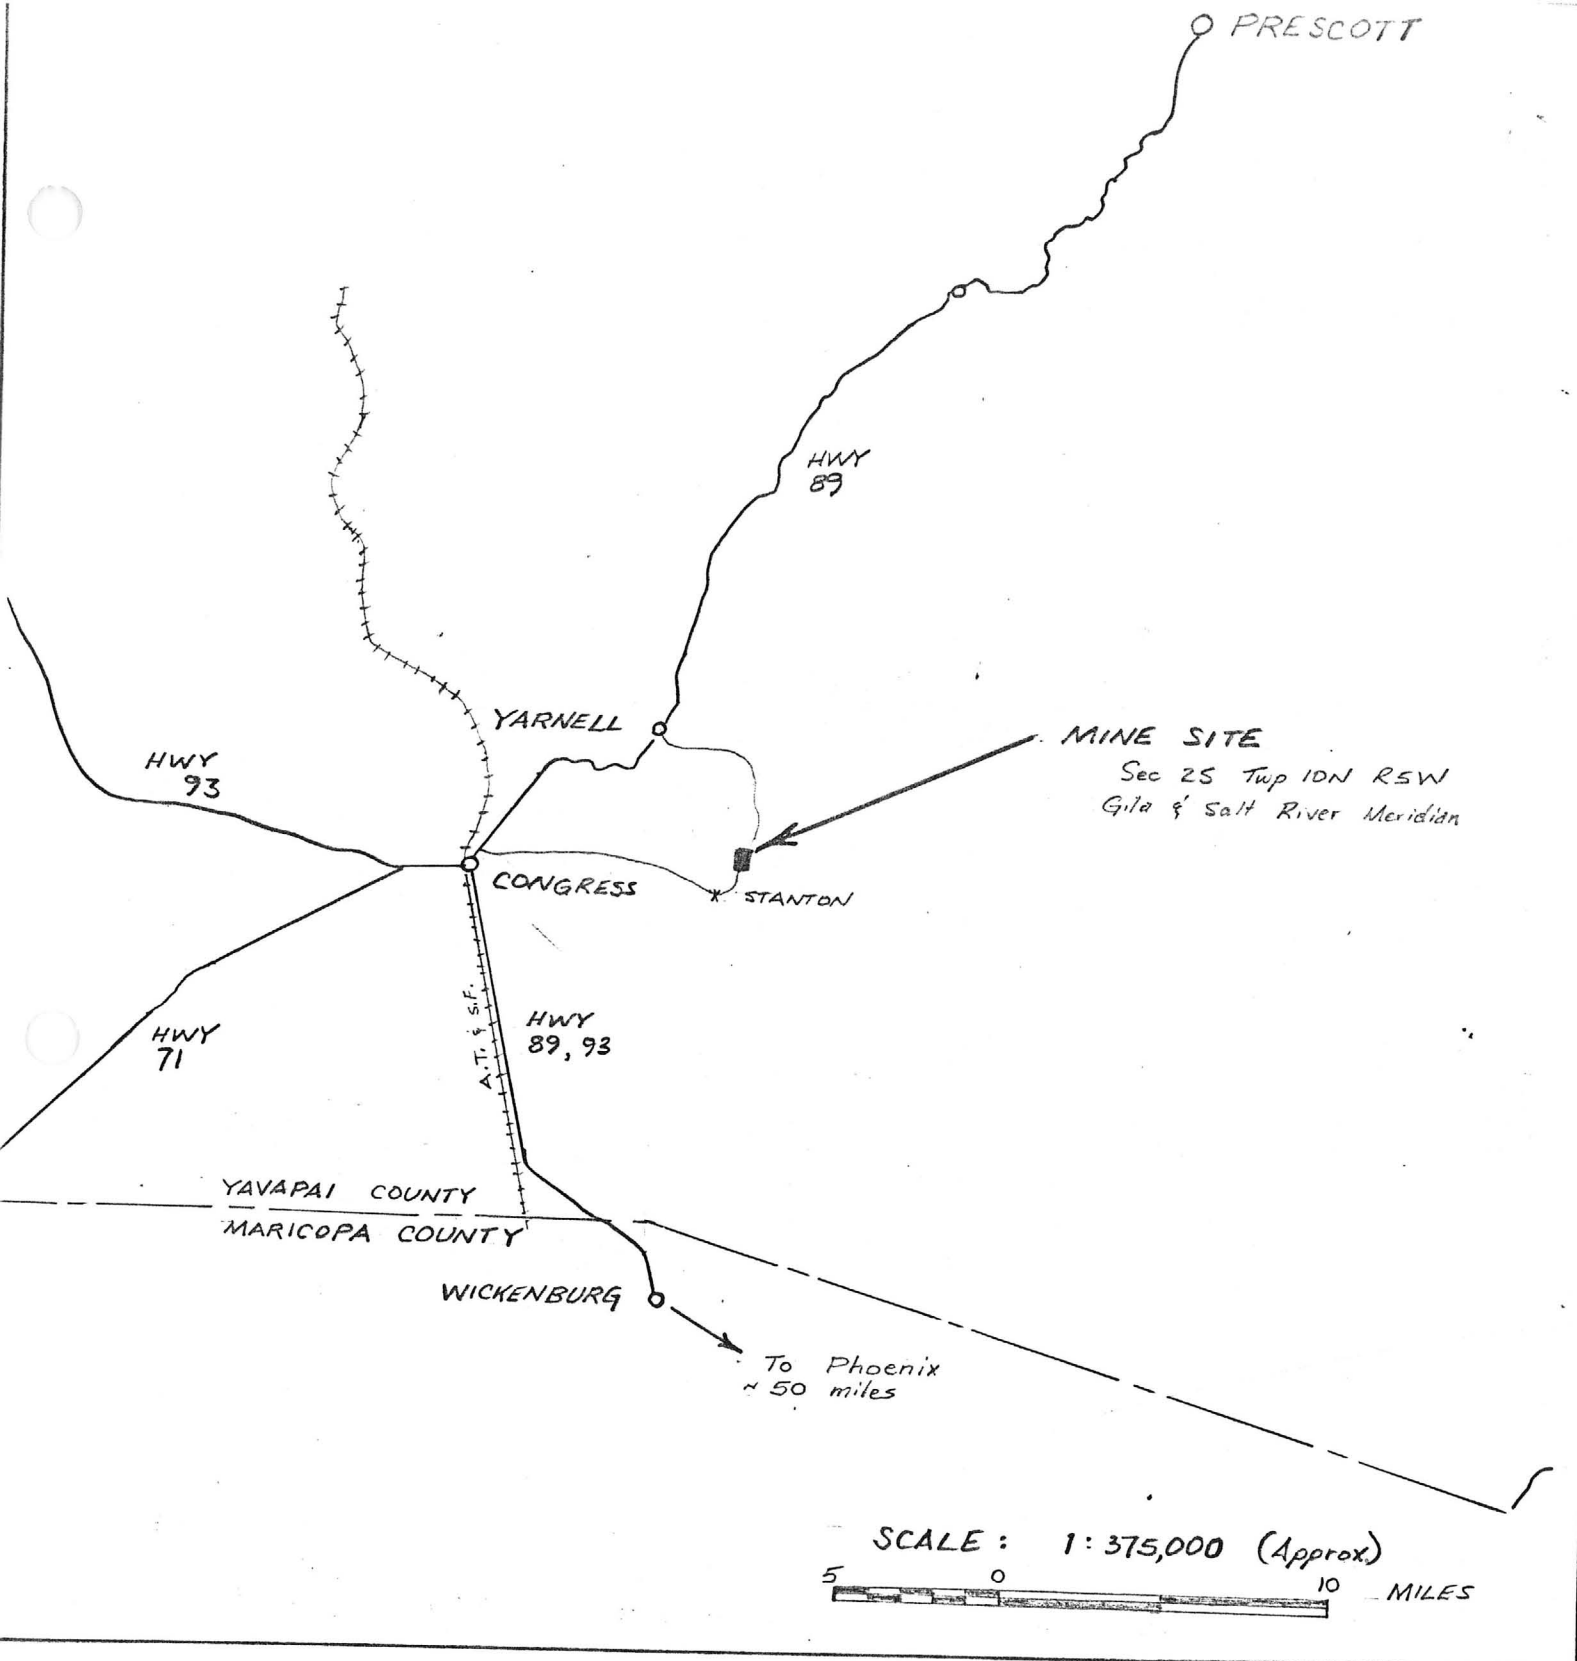 PRESCOTT
HWY
89
YARNELL
MINE SITE
Sec 25 Twp 10N R5W
Gila & Salt River Meridian
HWY
93
CONGRESS
STANTON
A.T. & S.F.
HWY
89, 93
HWY
71
YAVAPAI COUNTY
MARICOPA COUNTY
WICKENBURG
To Phoenix
~ 50 miles
SCALE : 1: 375,000 (Approx.)
5 0 10 MILES